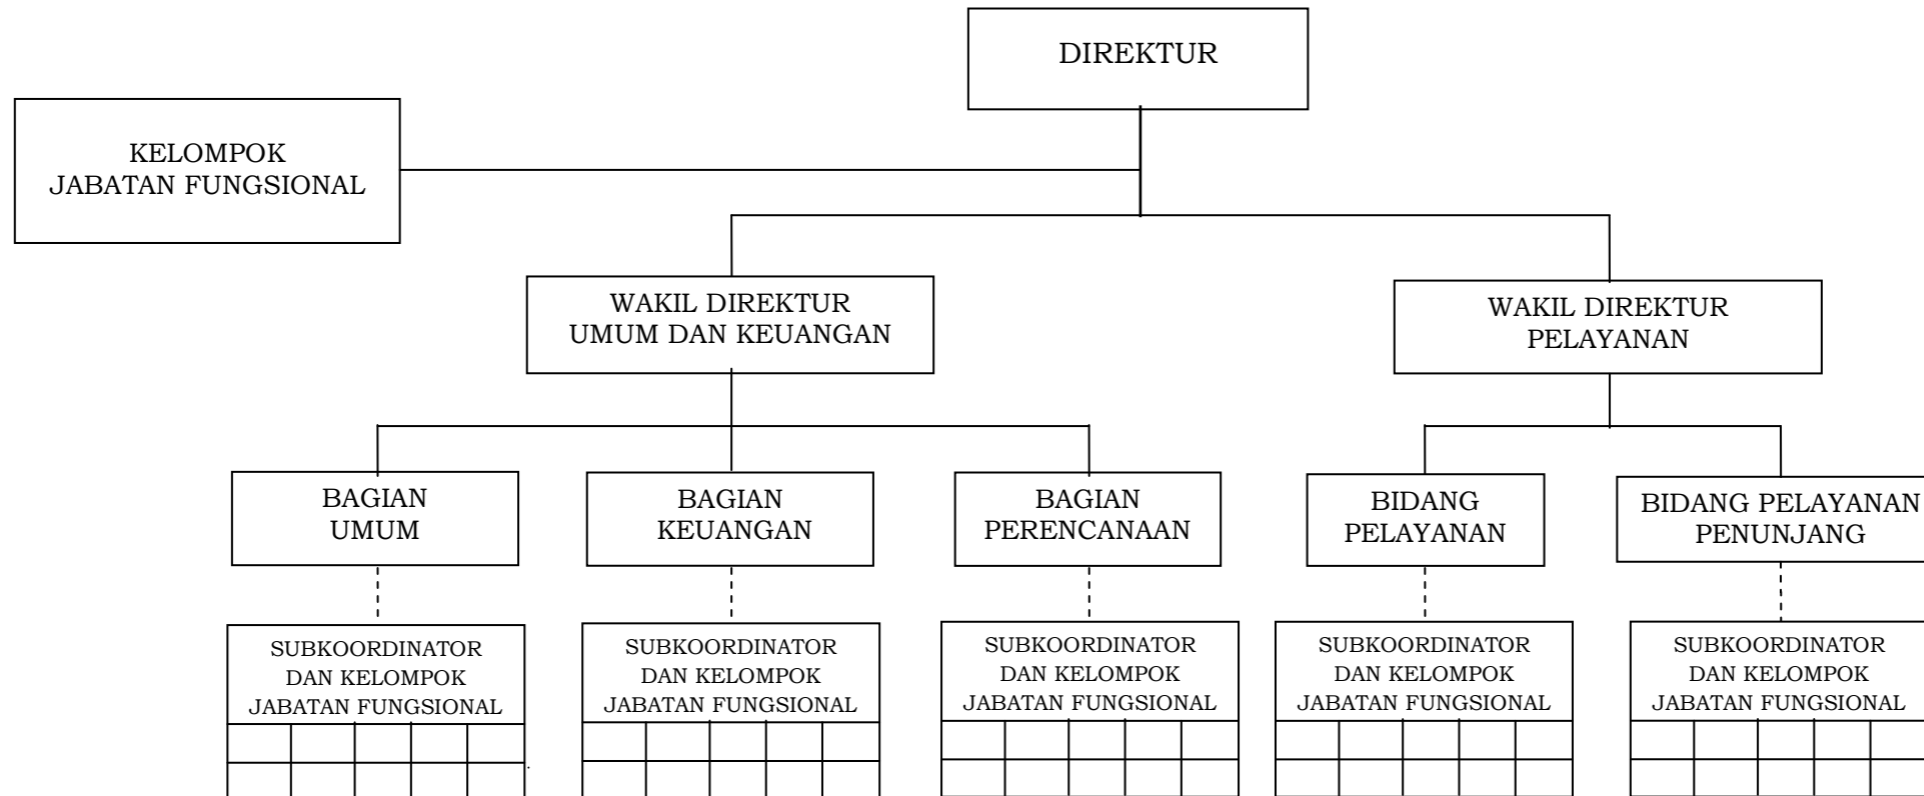 DIREKTUR
KELOMPOK
JABATAN FUNGSIONAL
WAKIL DIREKTUR
UMUM DAN KEUANGAN
WAKIL DIREKTUR
PELAYANAN
BAGIAN
UMUM
BAGIAN
KEUANGAN
BAGIAN
PERENCANAAN
BIDANG
PELAYANAN
BIDANG PELAYANAN
PENUNJANG
SUBKOORDINATOR
DAN KELOMPOK
JABATAN FUNGSIONAL
SUBKOORDINATOR
DAN KELOMPOK
JABATAN FUNGSIONAL
SUBKOORDINATOR
DAN KELOMPOK
JABATAN FUNGSIONAL
SUBKOORDINATOR
DAN KELOMPOK
JABATAN FUNGSIONAL
SUBKOORDINATOR
DAN KELOMPOK
JABATAN FUNGSIONAL